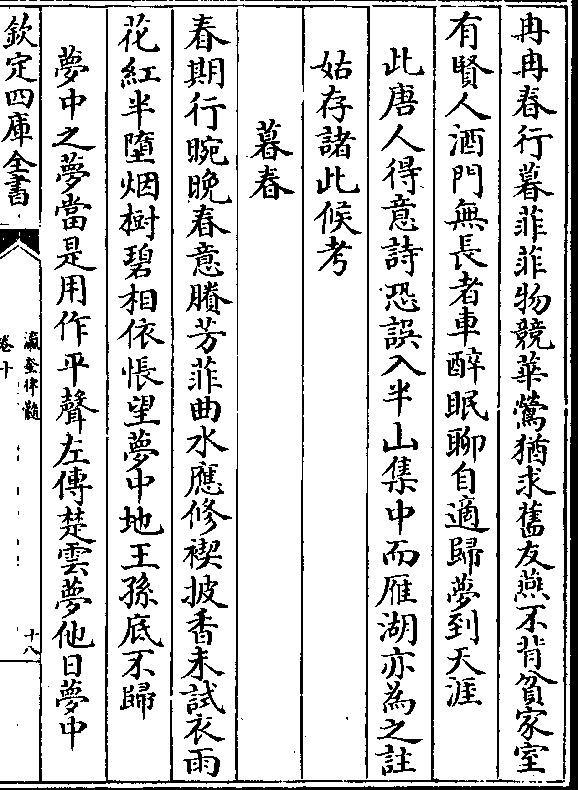 冉冉春行暮菲菲物競華鶯猶求舊友燕不背貧家室
有賢人酒門無長者車醉眠聊自適歸夢到天涯
此唐人得意詩恐誤入半山集中而雁湖亦為之註
姑存諸此候考
暮春
春期行晼晚春意賸芳菲曲水應修禊披香未試衣雨
花紅半墮烟樹碧相依悵望夢中地王孫底不歸
夢中之夢當是用作平聲左傳楚雲夢他日夢中
欽定四庫全書
瀛奎律髓
卷十
十八